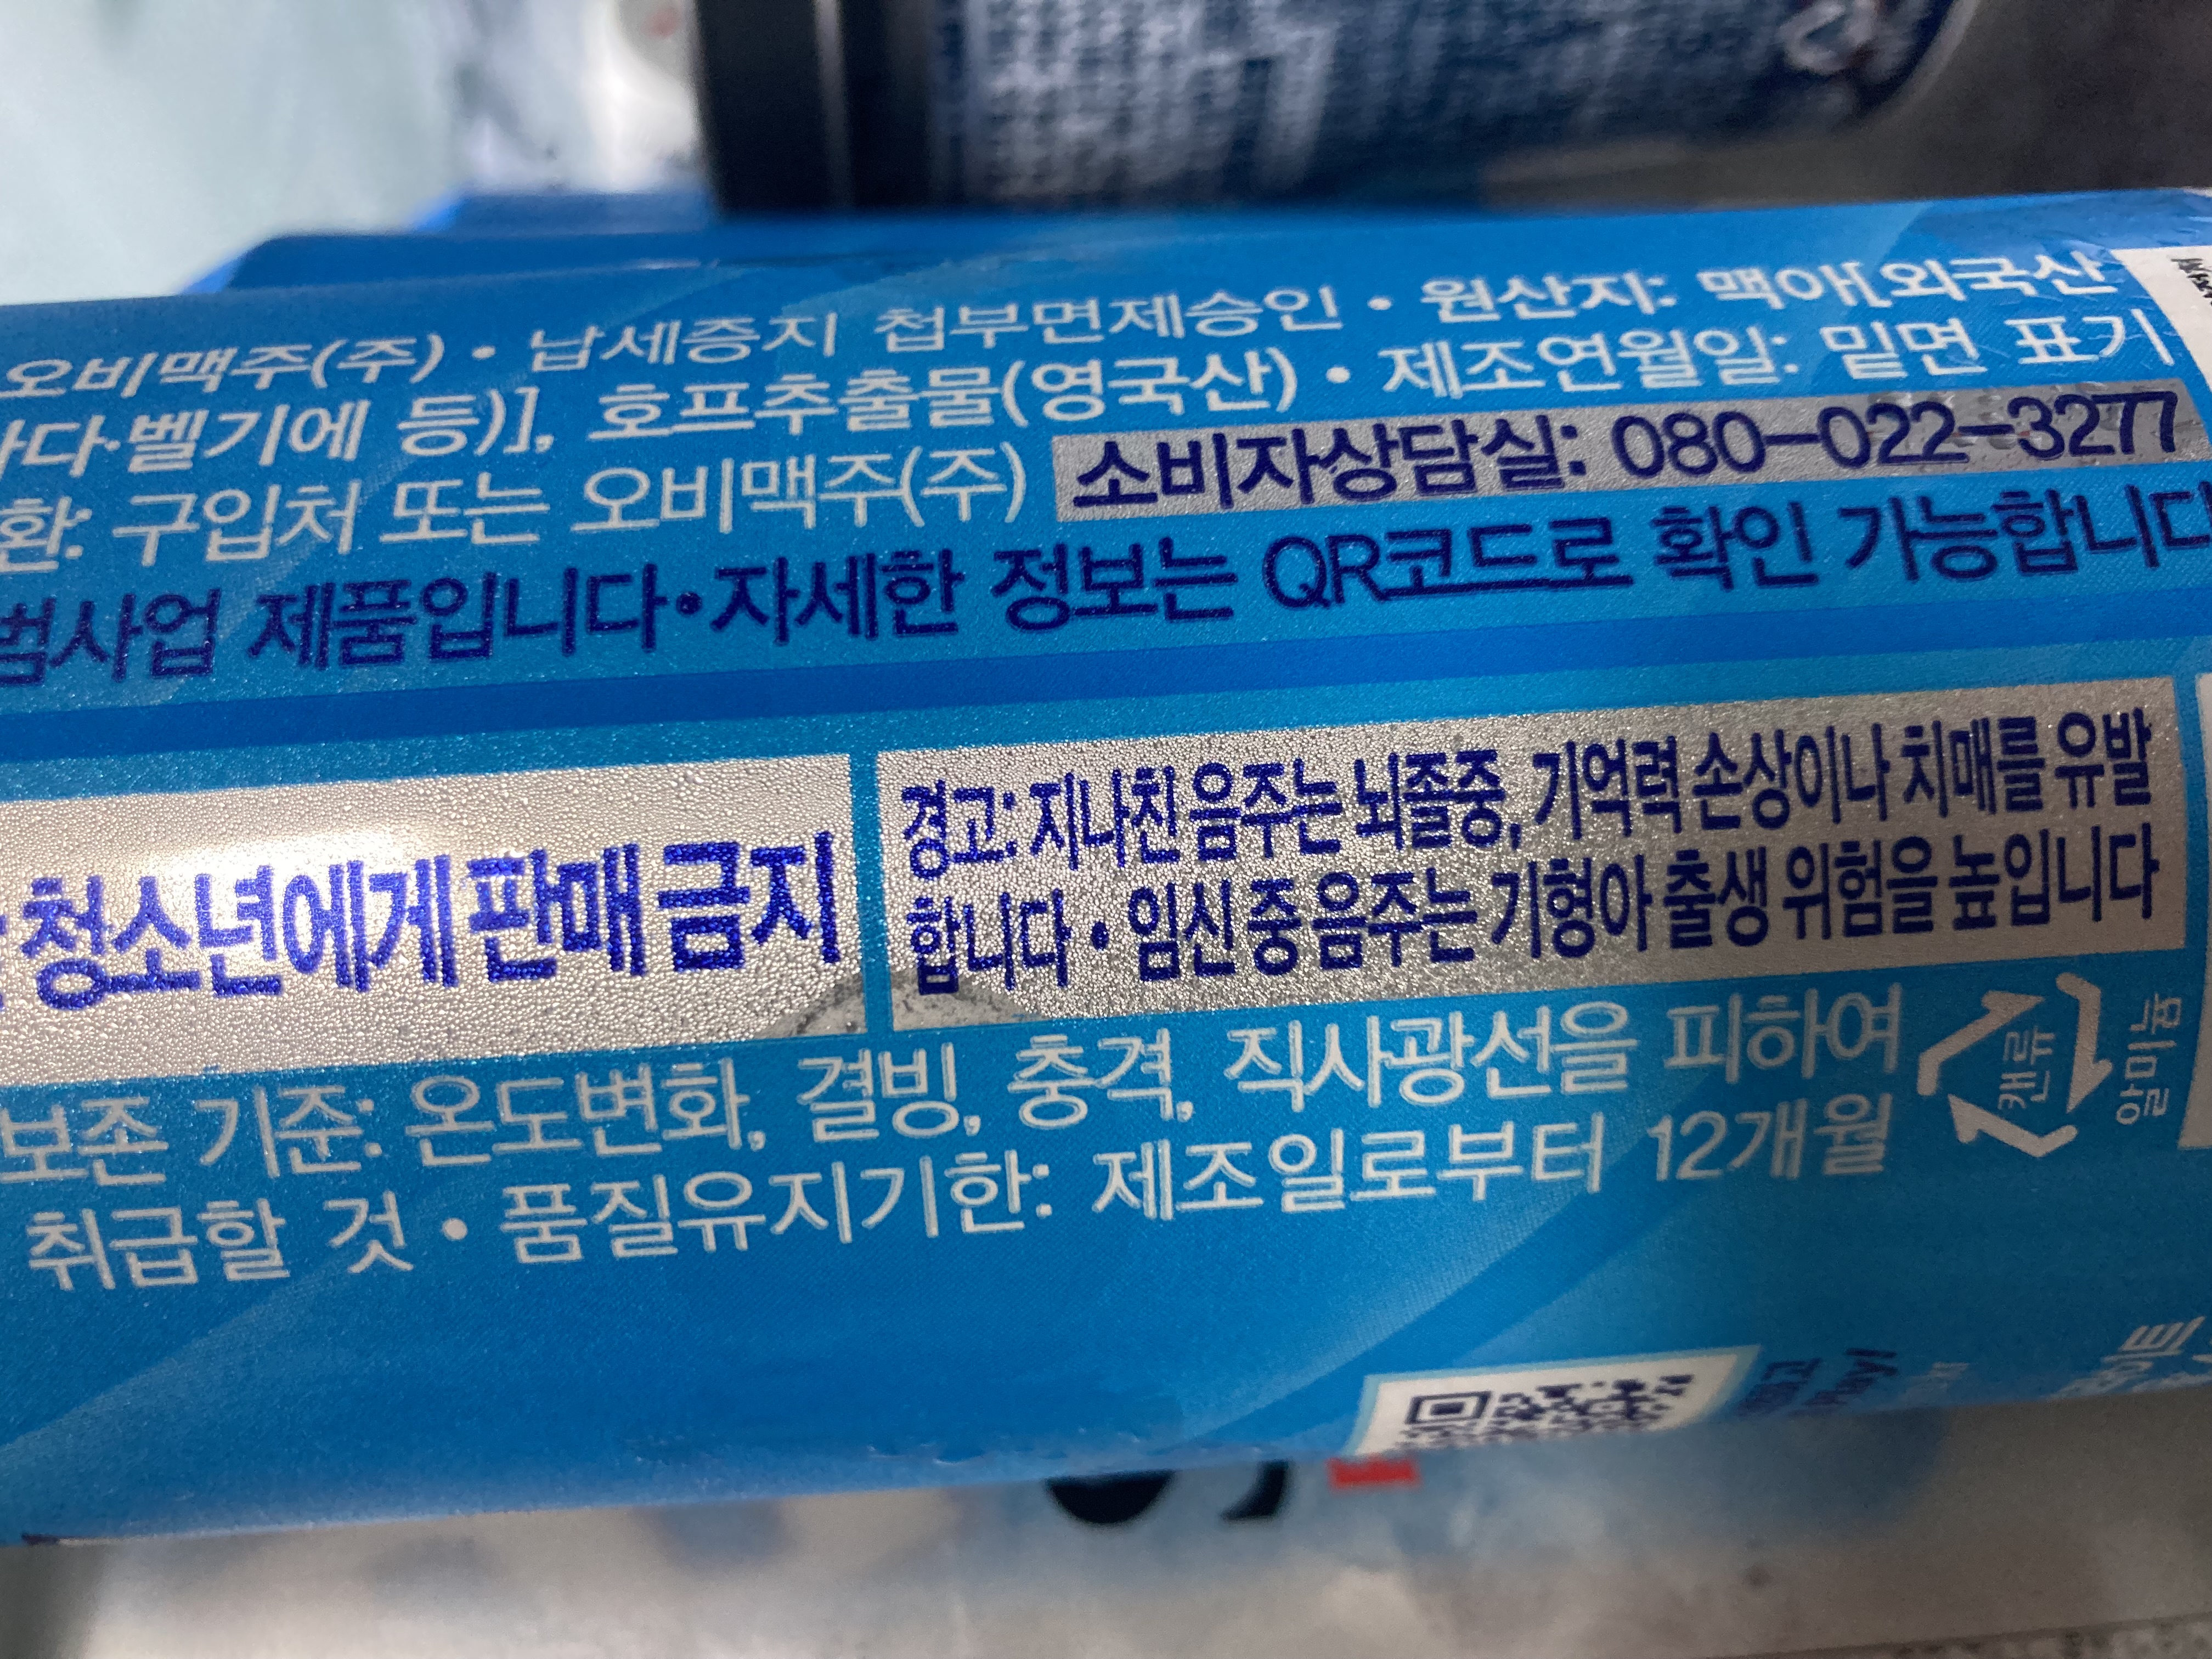 오비맥주(주) • 납세증지 첩부면제승인 • 원산지: 맥아[외국산
벨기에 등)], 호프추출물(영국산) • 제조연월일: 밑면 표기
환: 구입처 또는 오비맥주(주) 소비자상담실: 080-022-3277
범사업 제품입니다•자세한 정보는 QR코드로 확인 가능합니다
청소년에게 판매 금지
경고: 지나친 음주는 뇌졸중, 기억력 손상이나 치매를 유발
합니다 • 임신 중 음주는 기형아 출생 위험을 높입니다
보존 기준: 온도변화, 결빙, 충격, 직사광선을 피하여
취급할 것 • 품질유지기한: 제조일로부터 12개월
캔류
알미늄